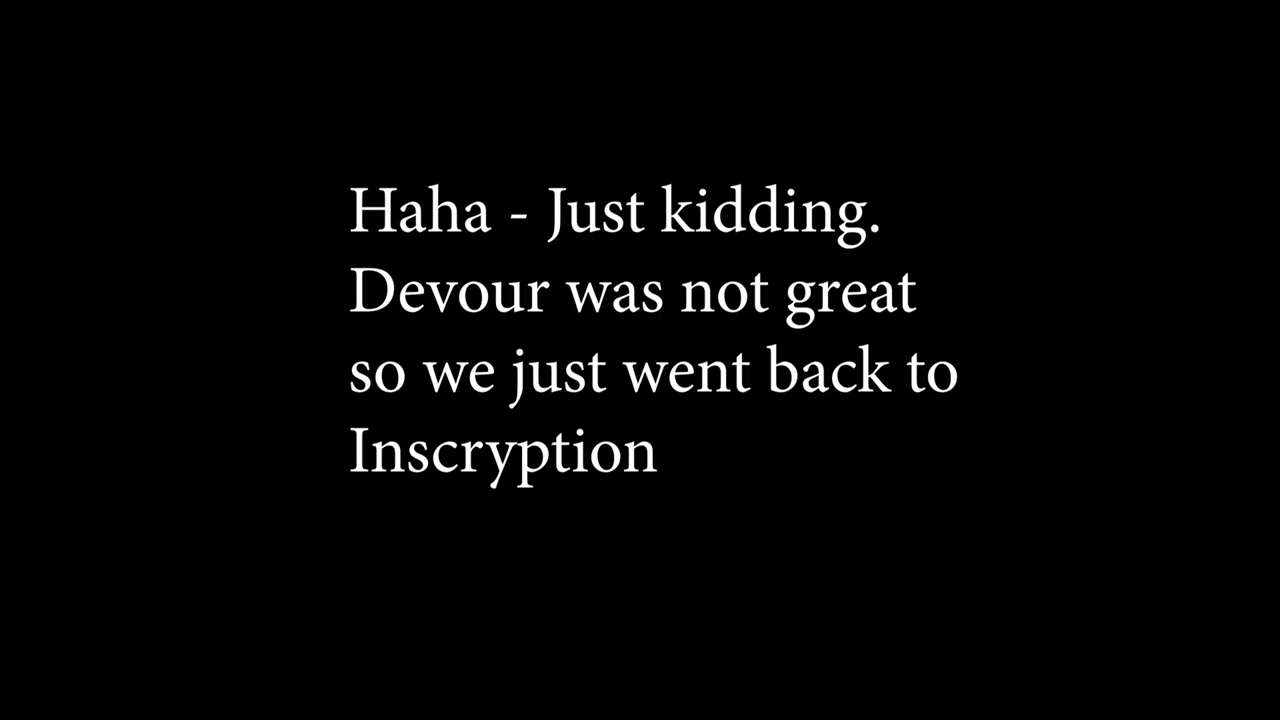 Haha - Just kidding.
Devour was not great
so we just went back to
Inscryption